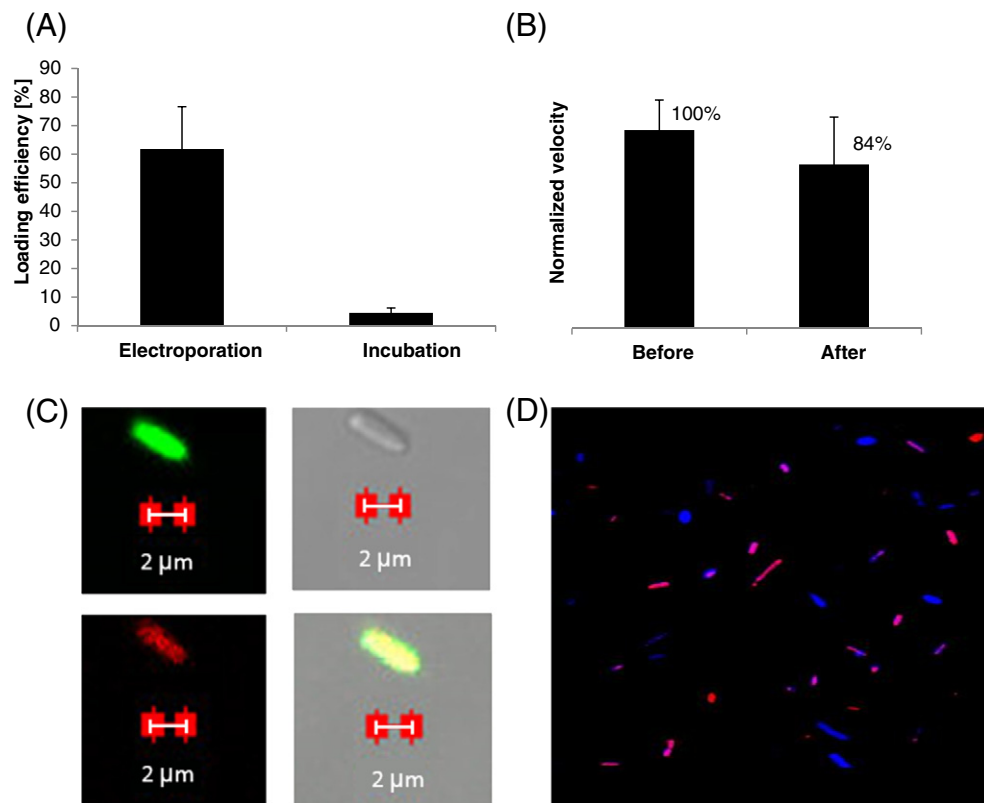 (A)
Loading efficiency [%]
90
80
70
60
50
40
30
20
10
0
Electroporation
Incubation
(B)
Normalized velocity
100%
84%
Before
After
(C)
2 μm
2 μm
2 μm
2 μm
(D)